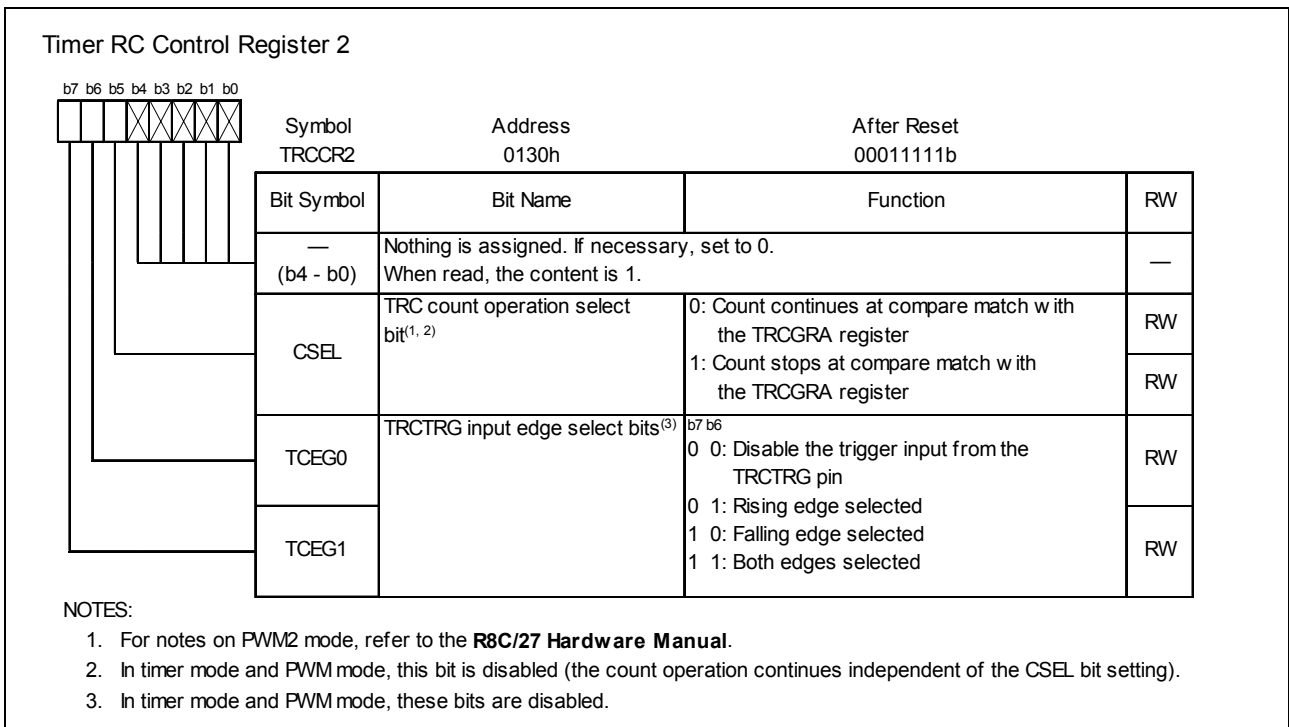 Timer RC Control Register 2
b7 b6 b5 b4 b3 b2 b1 b0
Symbol Address After Reset
TRCCR2 0130h 00011111b
Bit Symbol Bit Name Function RW
—
(b4 - b0)
Nothing is assigned. If necessary, set to 0.
When read, the content is 1.
—
CSEL
TRC count operation select
bit(1, 2)
0: Count continues at compare match with
the TRCGRA register
1: Count stops at compare match with
the TRCGRA register
RW
RW
TCEG0
TCEG1
TRCTRG input edge select bits(3)
b7 b6
0 0: Disable the trigger input from the
TRCTRG pin
0 1: Rising edge selected
1 0: Falling edge selected
1 1: Both edges selected
RW
RW
NOTES:
1. For notes on PWM2 mode, refer to the R8C/27 Hardware Manual.
2. In timer mode and PWM mode, this bit is disabled (the count operation continues independent of the CSEL bit setting).
3. In timer mode and PWM mode, these bits are disabled.